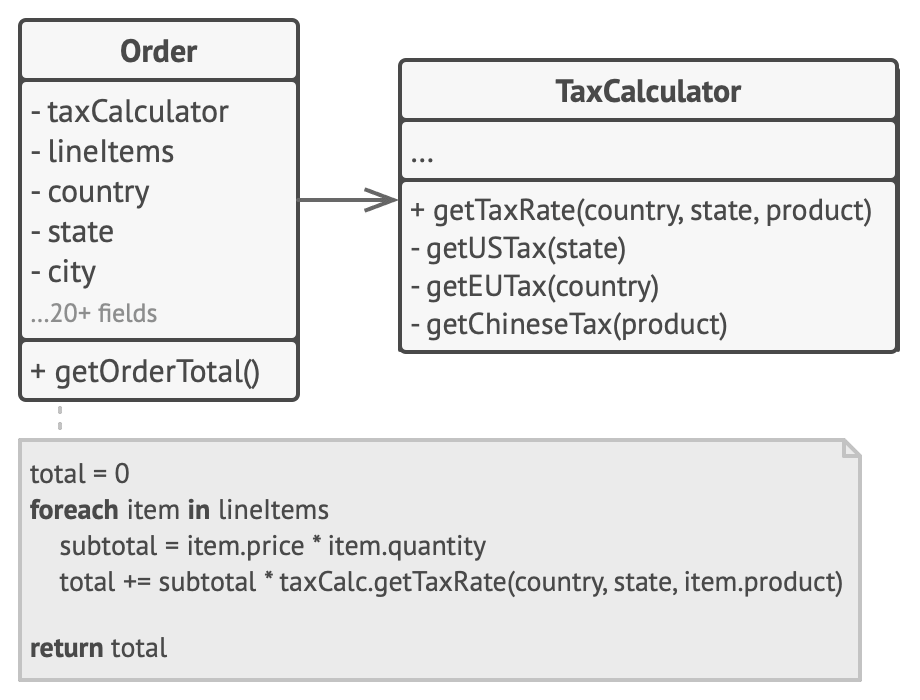 Order
- taxCalculator
- lineItems
- country
- state
- city
...20+ fields
+ getOrderTotal()
TaxCalculator
...
+ getTaxRate(country, state, product)
- getUSTax(state)
- getEUTax(country)
- getChineseTax(product)
total = 0
foreach item in lineItems
subtotal = item.price * item.quantity
total += subtotal * taxCalc.getTaxRate(country, state, item.product)
return total